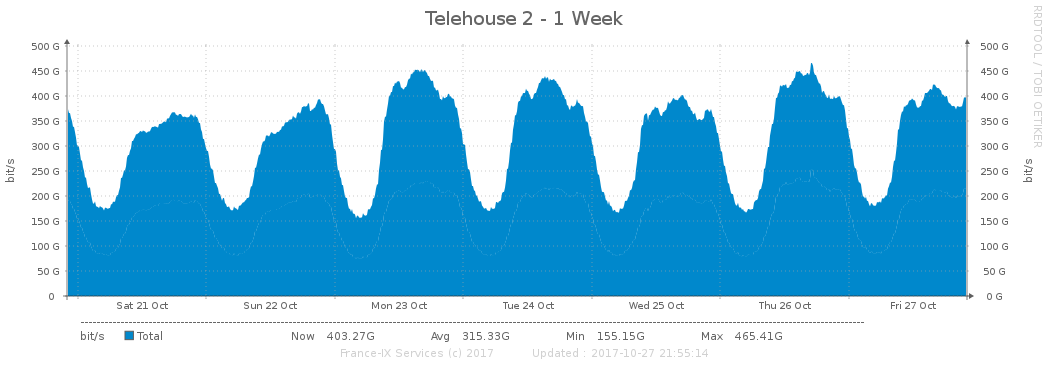 Telehouse 2 - 1 Week
RRDTOOL / TOBI OETIKER
500 G 500 G
450 G 450 G
400 G 400 G
350 G 350 G
300 G 300 G
250 G 250 G
200 G 200 G
150 G 150 G
100 G 100 G
50 G 50 G
0 0 G
bit/s bit/s
Sat 21 Oct Sun 22 Oct Mon 23 Oct Tue 24 Oct Wed 25 Oct Thu 26 Oct Fri 27 Oct
bit/s Total Now 403.27G Avg 315.33G Min 155.15G Max 465.41G
France-IX Services (c) 2017 Updated : 2017-10-27 21:55:14